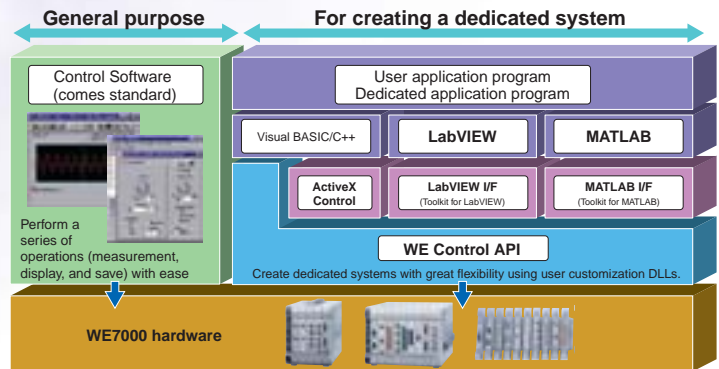 General purpose
For creating a dedicated system
Control Software
(comes standard)
Perform a
series of
operations (measurement,
display, and save) with ease
User application program
Dedicated application program
Visual BASIC/C++
LabVIEW
MATLAB
ActiveX
Control
LabVIEW I/F
(Toolkit for LabVIEW)
MATLAB I/F
(Toolkit for MATLAB)
WE Control API
Create dedicated systems with great flexibility using user customization DLLs.
WE7000 hardware